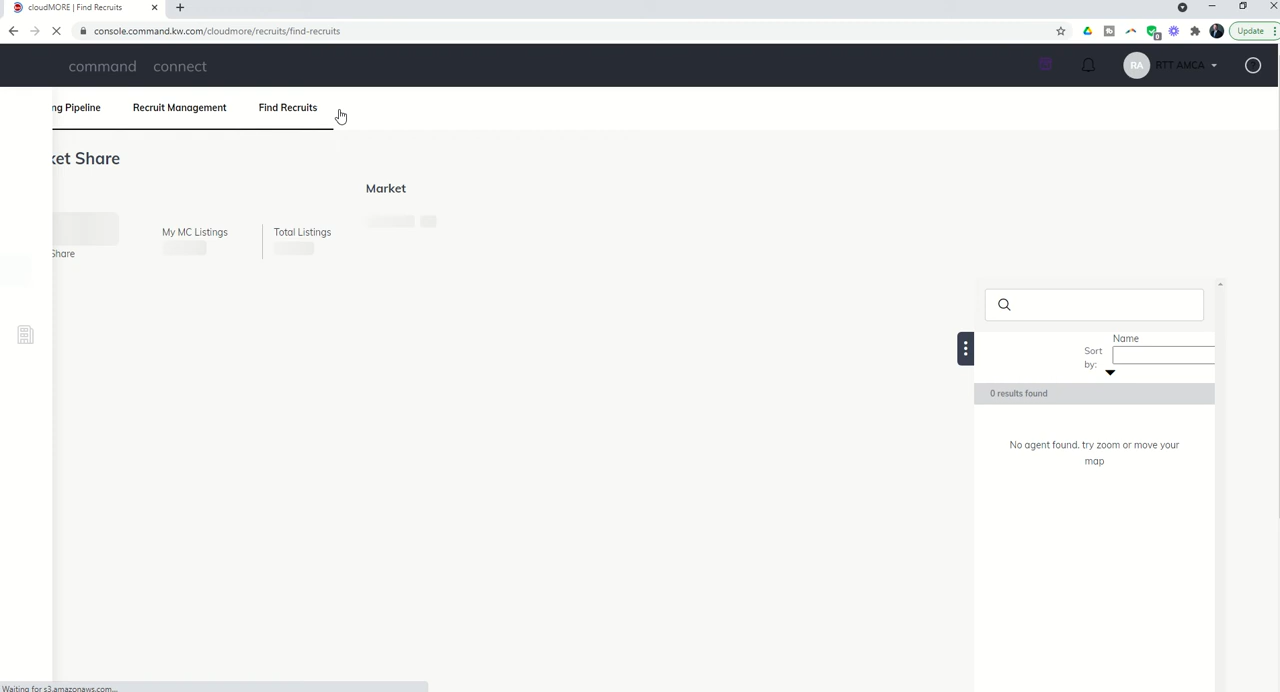 cloudMORE | Find Recruits
console.command.kw.com/cloudmore/recruits/find-recruits
Update
command connect
RA RTT AMCA
ng Pipeline Recruit Management Find Recruits
ket Share
Market
My MC Listings Total Listings
Share
Name
Sort
by:
0 results found
No agent found. try zoom or move your
map
Waiting for s3.amazonaws.com...